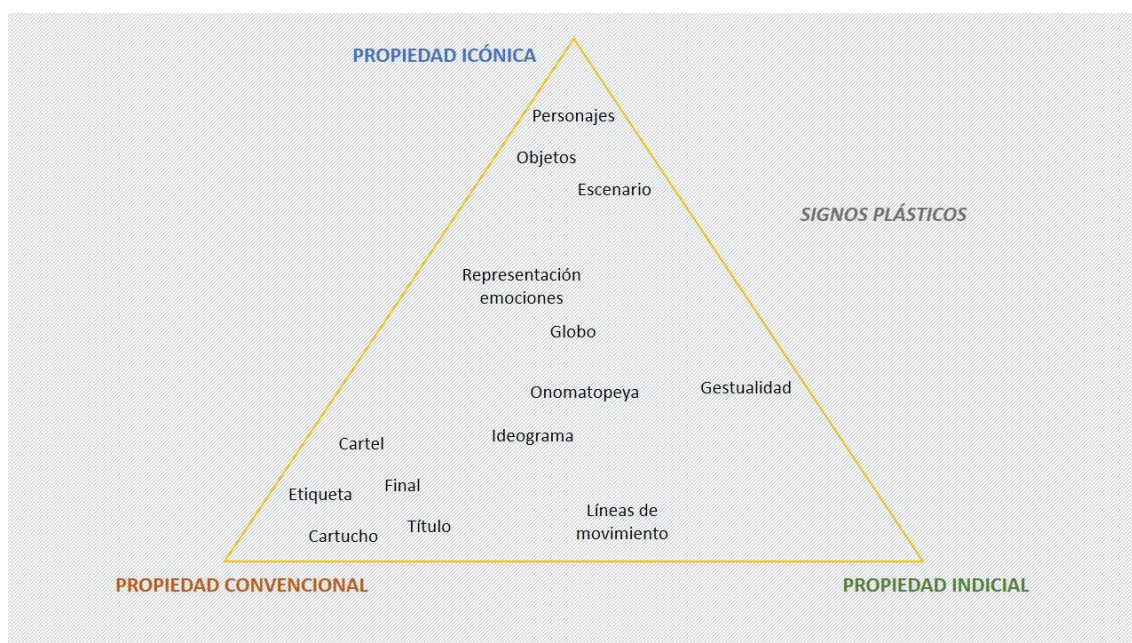 PROPIEDAD ICÓNICA
Personajes
Objetos
Escenario
SIGNOS PLÁSTICOS
Representación
emociones
Globo
Gestualidad
Onomatopeya
Ideograma
Cartel
Final
Etiqueta
Líneas de
movimiento
Título
Cartucho
PROPIEDAD CONVENCIONAL
PROPIEDAD INDICIAL